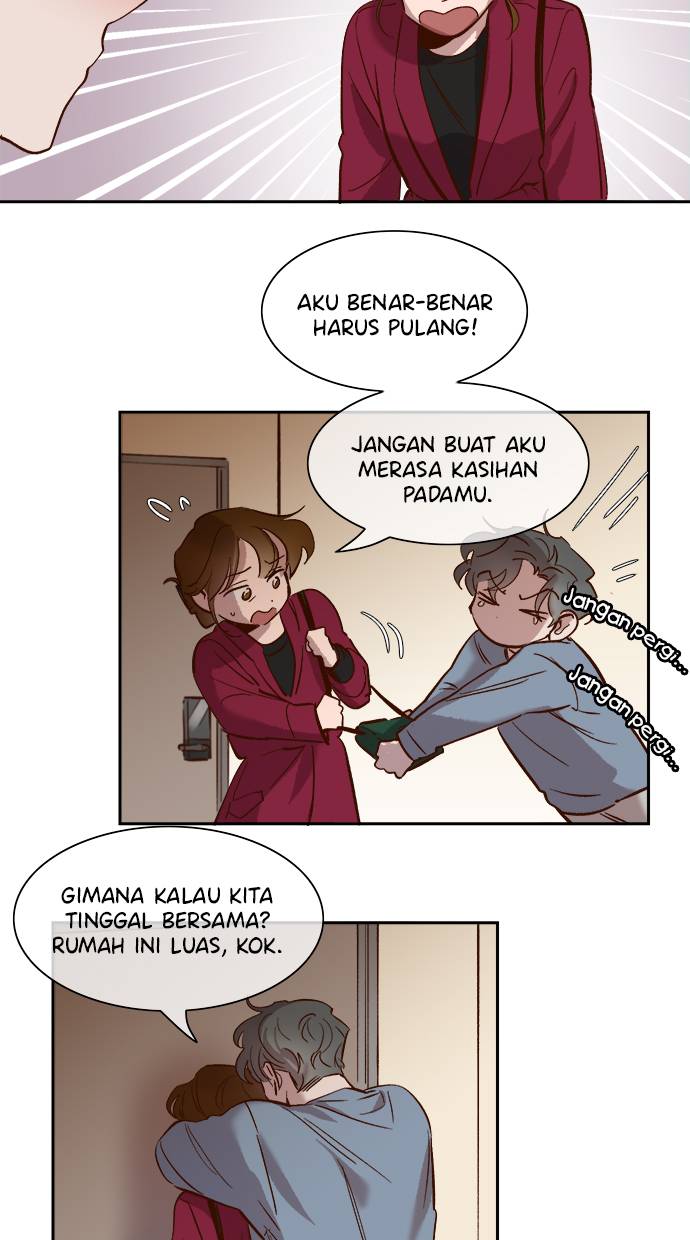 AKU BENAR-BENAR
HARUS PULANG!
JANGAN BUAT AKU
MERASA KASIHAN
PADAMU.
Jangan pergi...
Jangan pergi...
GIMANA KALAU KITA
TINGGAL BERSAMA?
RUMAH INI LUAS, KOK.